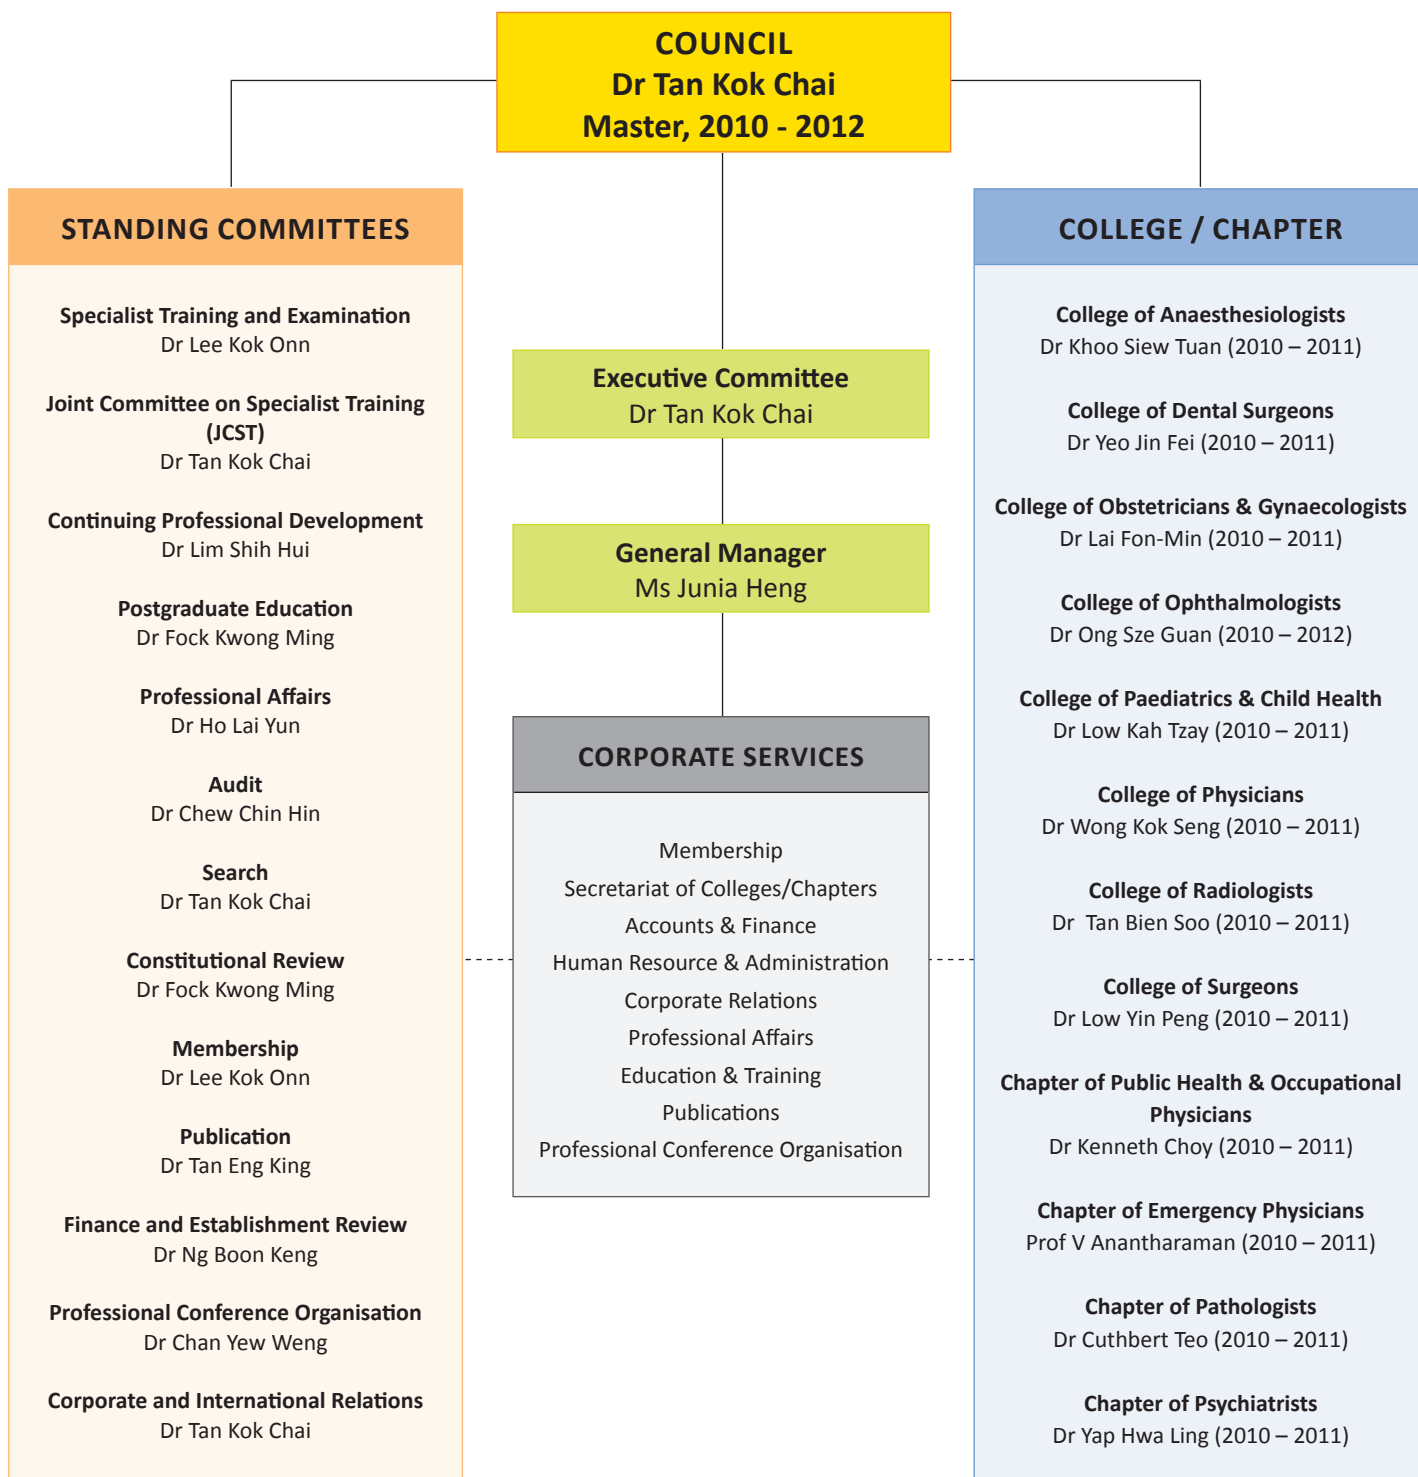 COUNCIL
Dr Tan Kok Chai
Master, 2010 - 2012
STANDING COMMITTEES
Specialist Training and Examination
Dr Lee Kok Onn
Joint Committee on Specialist Training
(JCST)
Dr Tan Kok Chai
Continuing Professional Development
Dr Lim Shih Hui
Postgraduate Education
Dr Fock Kwong Ming
Professional Affairs
Dr Ho Lai Yun
Audit
Dr Chew Chin Hin
Search
Dr Tan Kok Chai
Constitutional Review
Dr Fock Kwong Ming
Membership
Dr Lee Kok Onn
Publication
Dr Tan Eng King
Finance and Establishment Review
Dr Ng Boon Keng
Professional Conference Organisation
Dr Chan Yew Weng
Corporate and International Relations
Dr Tan Kok Chai
Executive Committee
Dr Tan Kok Chai
General Manager
Ms Junia Heng
CORPORATE SERVICES
Membership
Secretariat of Colleges/Chapters
Accounts & Finance
Human Resource & Administration
Corporate Relations
Professional Affairs
Education & Training
Publications
Professional Conference Organisation
COLLEGE / CHAPTER
College of Anaesthesiologists
Dr Khoo Siew Tuan (2010 – 2011)
College of Dental Surgeons
Dr Yeo Jin Fei (2010 – 2011)
College of Obstetricians & Gynaecologists
Dr Lai Fon-Min (2010 – 2011)
College of Ophthalmologists
Dr Ong Sze Guan (2010 – 2012)
College of Paediatrics & Child Health
Dr Low Kah Tzay (2010 – 2011)
College of Physicians
Dr Wong Kok Seng (2010 – 2011)
College of Radiologists
Dr Tan Bien Soo (2010 – 2011)
College of Surgeons
Dr Low Yin Peng (2010 – 2011)
Chapter of Public Health & Occupational
Physicians
Dr Kenneth Choy (2010 – 2011)
Chapter of Emergency Physicians
Prof V Anantharaman (2010 – 2011)
Chapter of Pathologists
Dr Cuthbert Teo (2010 – 2011)
Chapter of Psychiatrists
Dr Yap Hwa Ling (2010 – 2011)